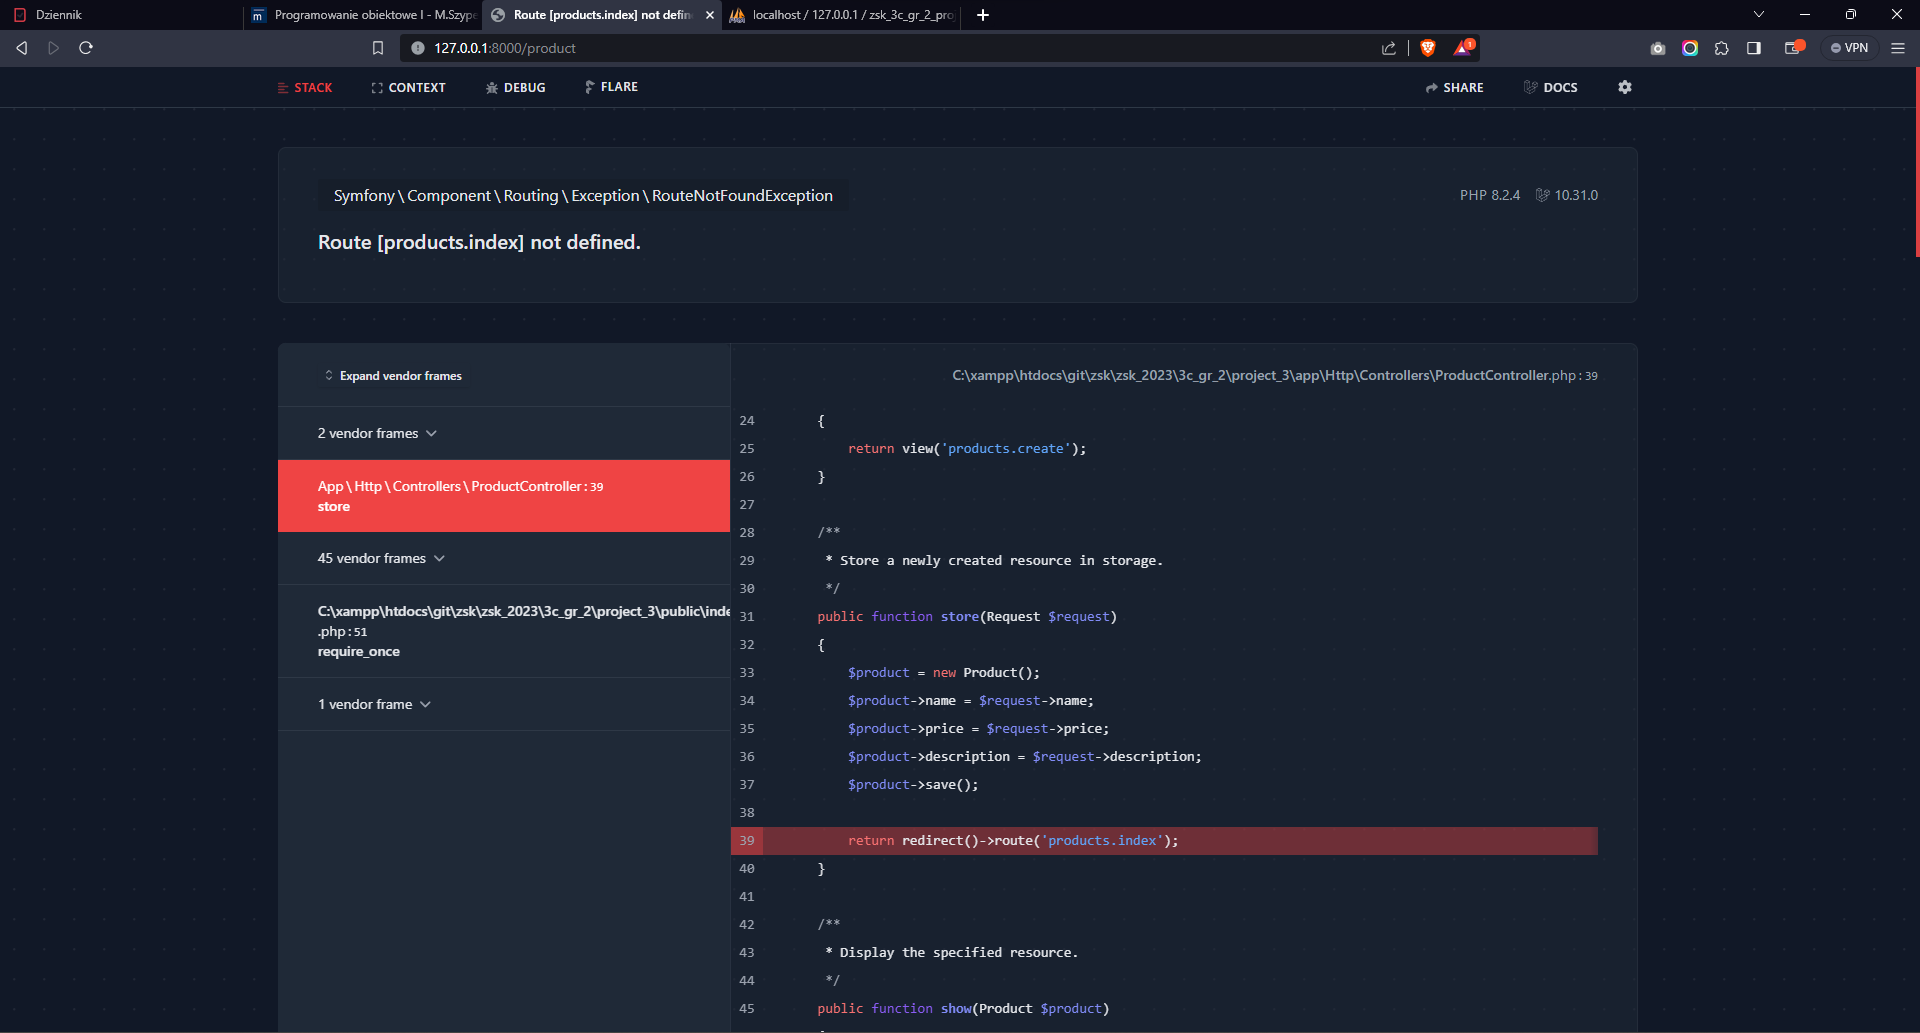 Dziennik
Programowanie obiektowe I - M.Szype
Route [products.index] not defin
localhost / 127.0.0.1 / zsk_3c_gr_2_pro
127.0.0.1:8000/product
1
VPN
STACK
CONTEXT
DEBUG
FLARE
SHARE
DOCS
Symfony\Component\Routing\Exception\RouteNotFoundException
PHP 8.2.4
10.31.0
Route [products.index] not defined.
Expand vendor frames
2 vendor frames
App\Http\Controllers\ProductController:39
store
45 vendor frames
C:\xampp\htdocs\git\zsk\zsk_2023\3c_gr_2\project_3\public\inde
.php:51
require_once
1 vendor frame
C:\xampp\htdocs\git\zsk\zsk_2023\3c_gr_2\project_3\app\Http\Controllers\ProductController.php:39
24 {
25 return view('products.create');
26 }
27
28 /**
29 * Store a newly created resource in storage.
30 */
31 public function store(Request $request)
32 {
33 $product = new Product();
34 $product->name = $request->name;
35 $product->price = $request->price;
36 $product->description = $request->description;
37 $product->save();
38
39 return redirect()->route('products.index');
40 }
41
42 /**
43 * Display the specified resource.
44 */
45 public function show(Product $product)